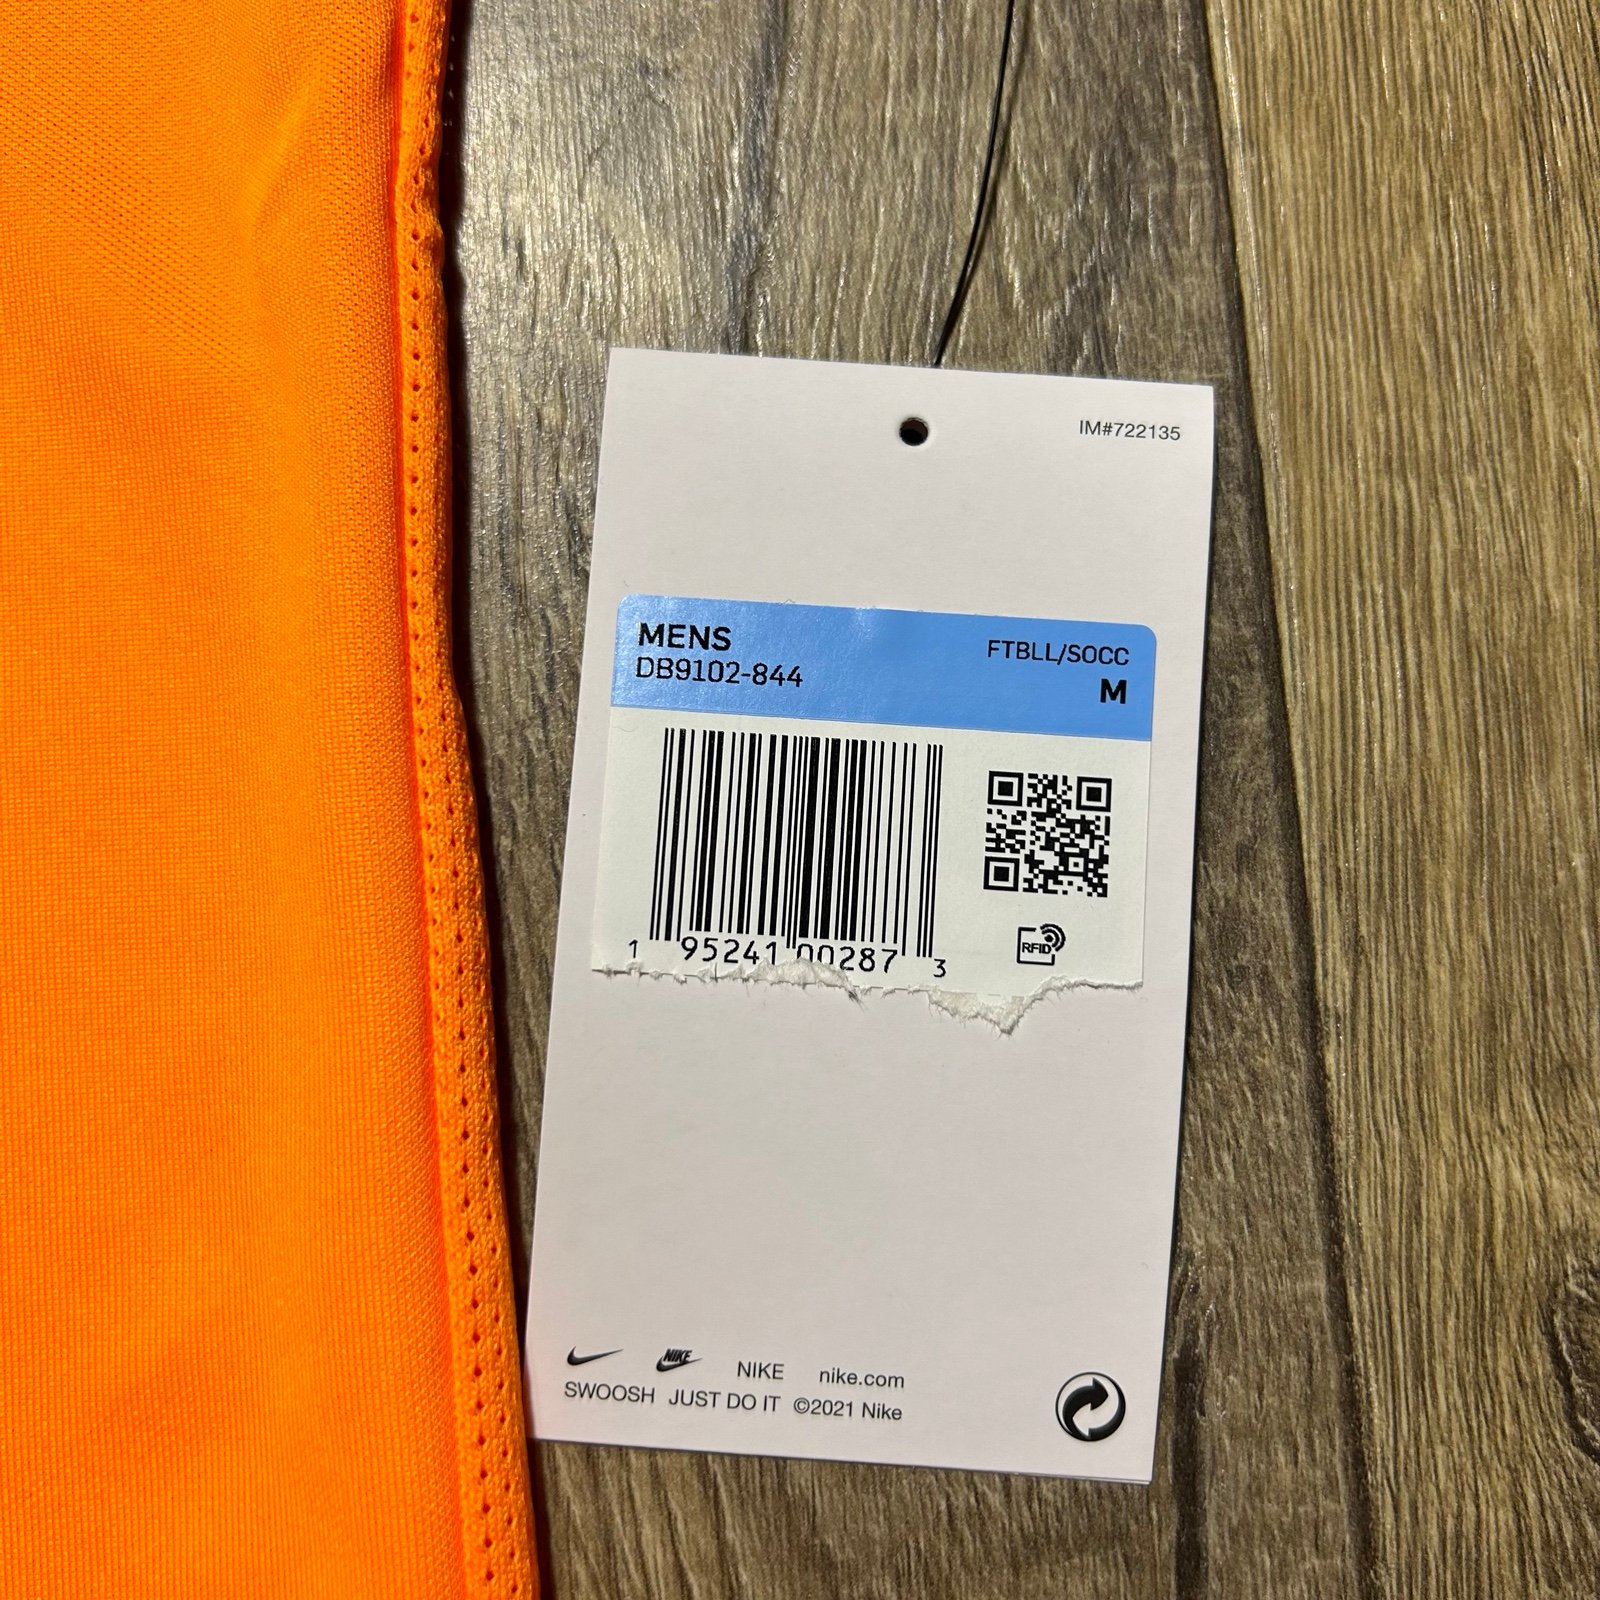 IM#722135
MENS FTBLL/SOCC
DB9102-844 M
1 95241 00287 3
RFID
NIKE NIKE nike.com
SWOOSH JUST DO IT ©2021 Nike